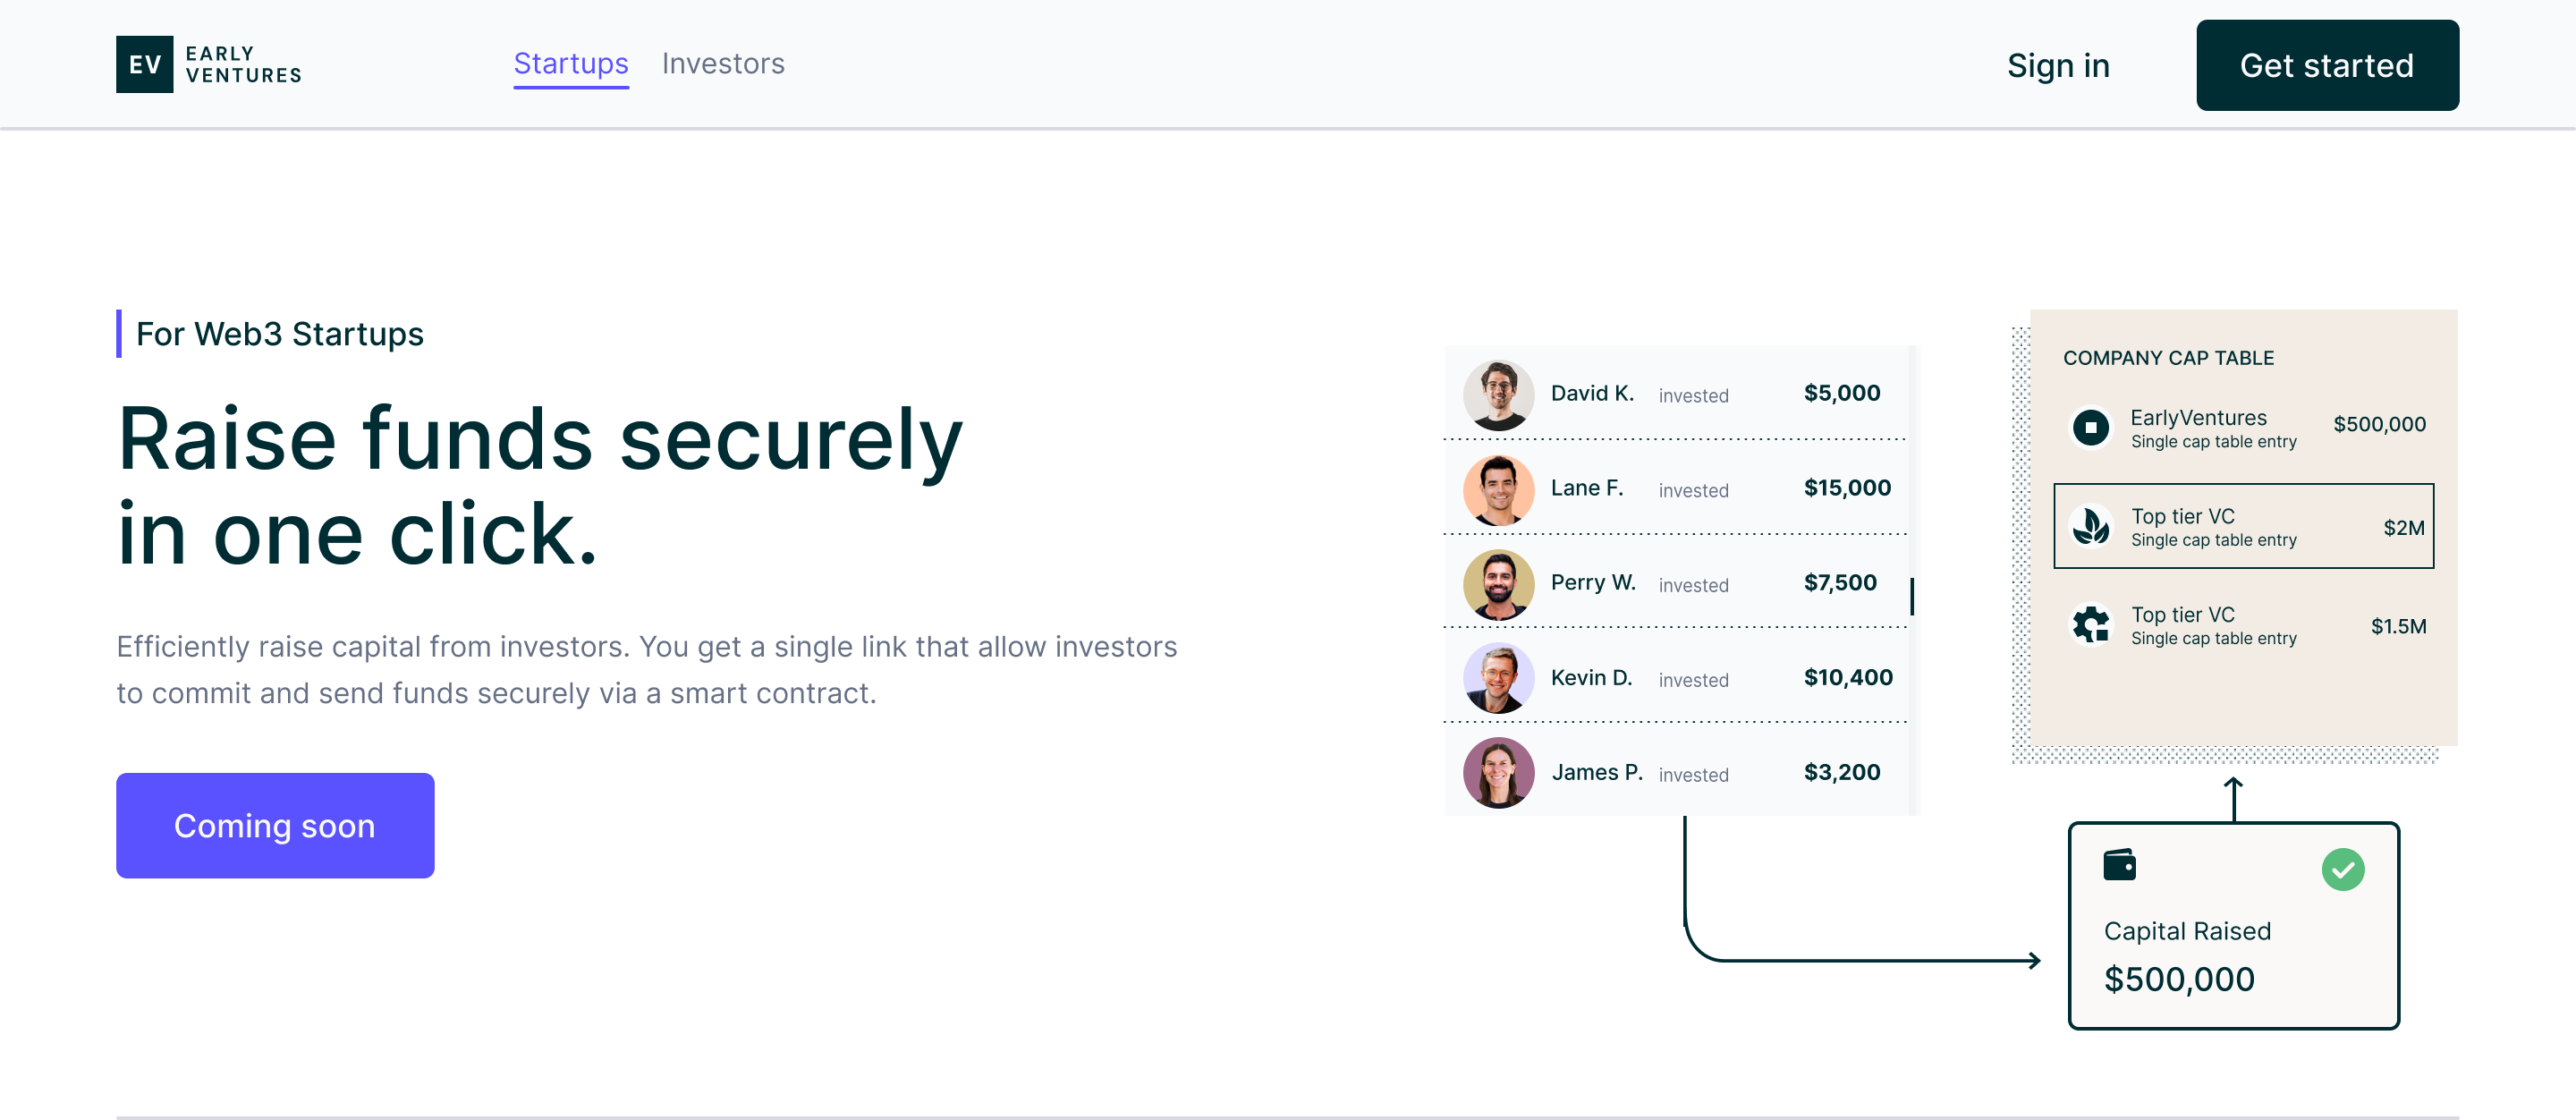 EV EARLY
VENTURES
Startups Investors
Sign in Get started
For Web3 Startups
Raise funds securely
in one click.
Efficiently raise capital from investors. You get a single link that allow investors
to commit and send funds securely via a smart contract.
Coming soon
David K. invested $5,000
Lane F. invested $15,000
Perry W. invested $7,500
Kevin D. invested $10,400
James P. invested $3,200
COMPANY CAP TABLE
EarlyVentures $500,000
Single cap table entry
Top tier VC $2M
Single cap table entry
Top tier VC $1.5M
Single cap table entry
Capital Raised
$500,000